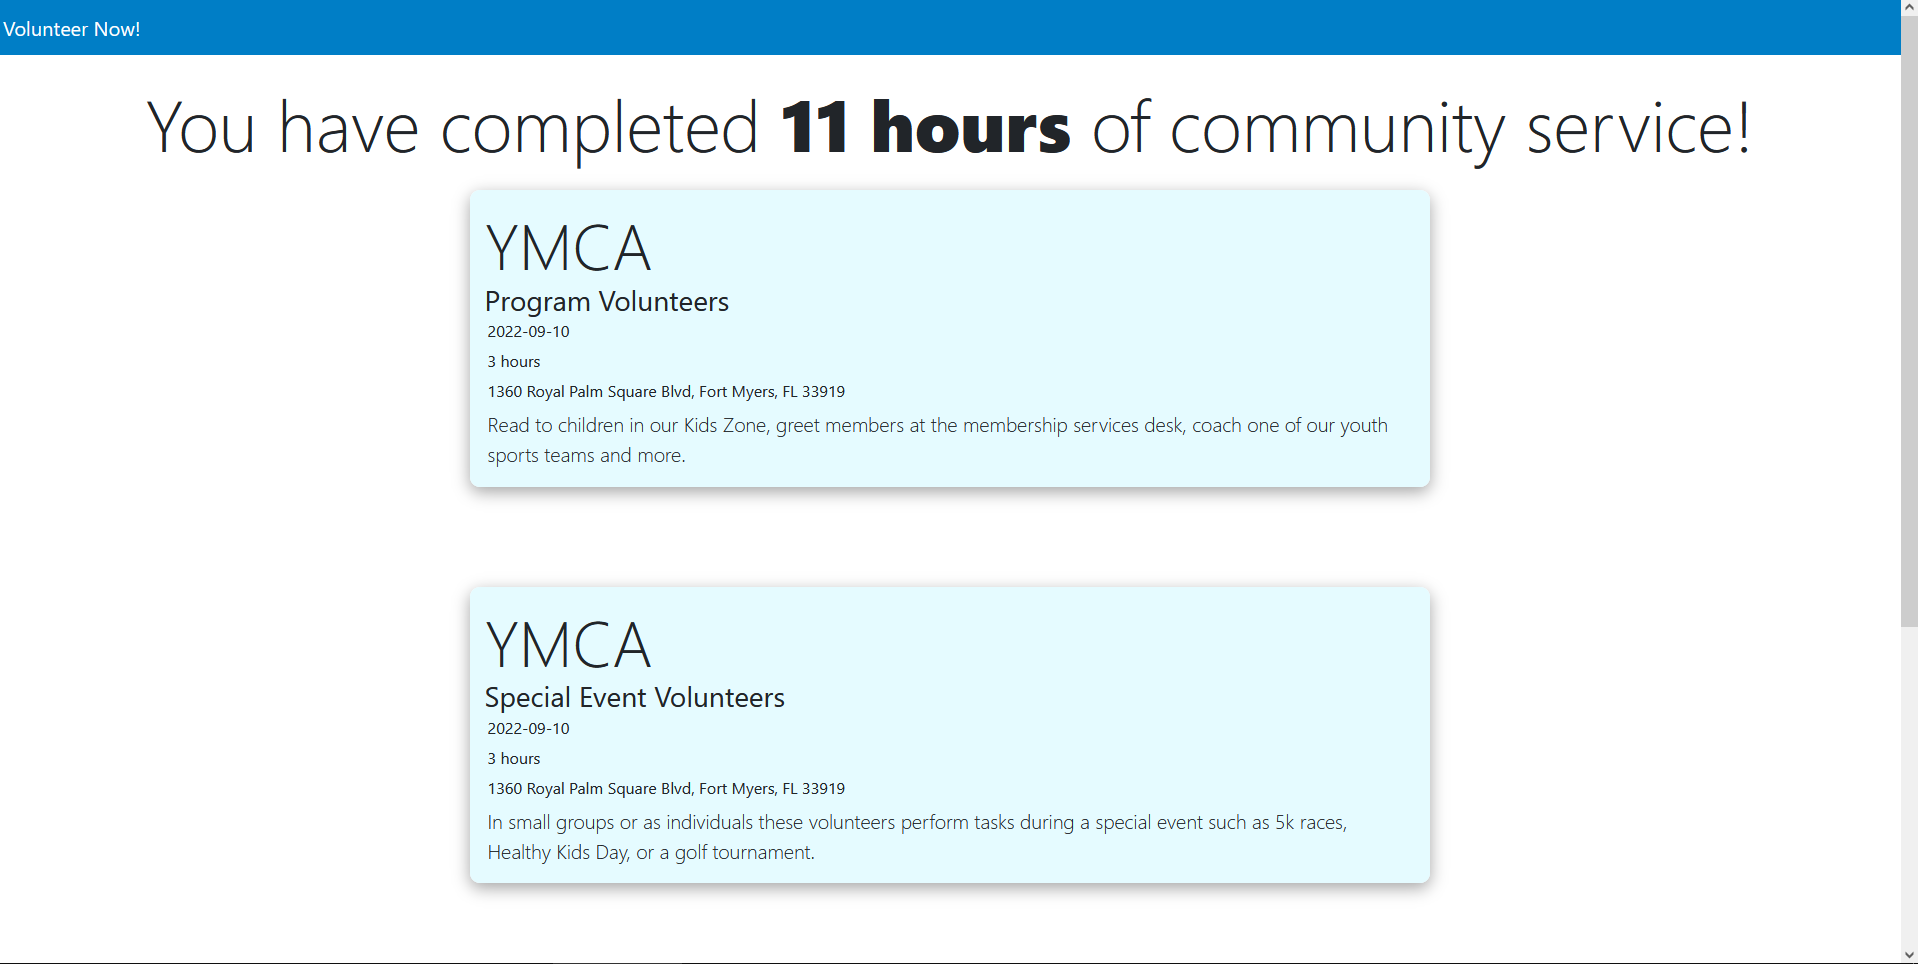 Volunteer Now!
You have completed 11 hours of community service!
YMCA
Program Volunteers
2022-09-10
3 hours
1360 Royal Palm Square Blvd, Fort Myers, FL 33919
Read to children in our Kids Zone, greet members at the membership services desk, coach one of our youth
sports teams and more.
YMCA
Special Event Volunteers
2022-09-10
3 hours
1360 Royal Palm Square Blvd, Fort Myers, FL 33919
In small groups or as individuals these volunteers perform tasks during a special event such as 5k races,
Healthy Kids Day, or a golf tournament.